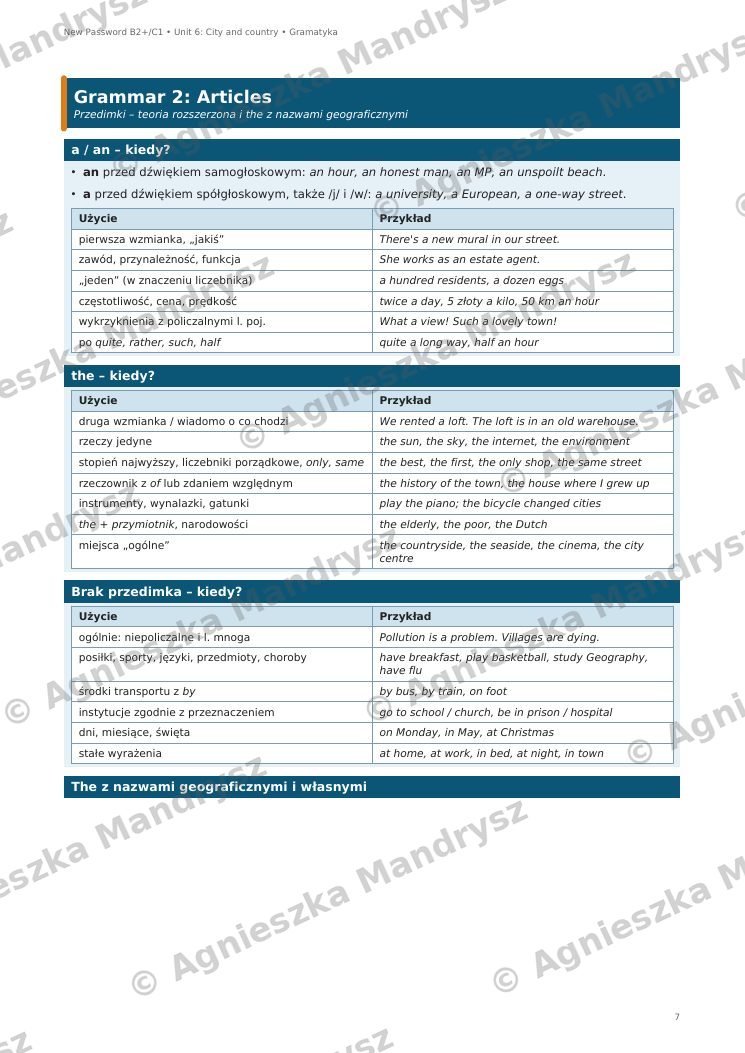 New Password B2+/C1 • Unit 6: City and country • Gramatyka
Grammar 2: Articles
Przedimki – teoria rozszerzona i the z nazwami geograficznymi
a / an – kiedy?
• an przed dźwiękiem samogłoskowym: an hour, an honest man, an MP, an unspoilt beach.
• a przed dźwiękiem spółgłoskowym, także /j/ i /w/: a university, a European, a one-way street.
Użycie Przykład
pierwsza wzmianka, „jakiś” There's a new mural in our street.
zawód, przynależność, funkcja She works as an estate agent.
„jeden” (w znaczeniu liczebnika) a hundred residents, a dozen eggs
częstotliwość, cena, prędkość twice a day, 5 złoty a kilo, 50 km an hour
wykrzyknienia z policzalnymi l. poj. What a view! Such a lovely town!
po quite, rather, such, half quite a long way, half an hour
the – kiedy?
Użycie Przykład
druga wzmianka / wiadomo o co chodzi We rented a loft. The loft is in an old warehouse.
rzeczy jedyne the sun, the sky, the internet, the environment
stopień najwyższy, liczebniki porządkowe, only, same the best, the first, the only shop, the same street
rzeczownik z of lub zdaniem względnym the history of the town, the house where I grew up
instrumenty, wynalazki, gatunki play the piano; the bicycle changed cities
the + przymiotnik, narodowości the elderly, the poor, the Dutch
miejsca „ogólne” the countryside, the seaside, the cinema, the city
centre
Brak przedimka – kiedy?
Użycie Przykład
ogólnie: niepoliczalne i l. mnoga Pollution is a problem. Villages are dying.
posiłki, sporty, języki, przedmioty, choroby have breakfast, play basketball, study Geography,
have flu
środki transportu z by by bus, by train, on foot
instytucje zgodnie z przeznaczeniem go to school / church, be in prison / hospital
dni, miesiące, święta on Monday, in May, at Christmas
stałe wyrażenia at home, at work, in bed, at night, in town
The z nazwami geograficznymi i własnymi
© Agnieszka Mandrysz
7